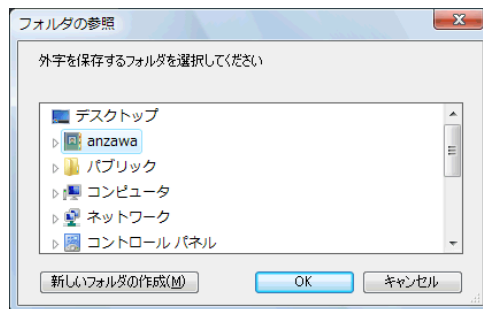 フォルダの参照
外字を保存するフォルダを選択してください
デスクトップ
anzawa
パブリック
コンピュータ
ネットワーク
コントロール パネル
新しいフォルダの作成(M) OK キャンセル